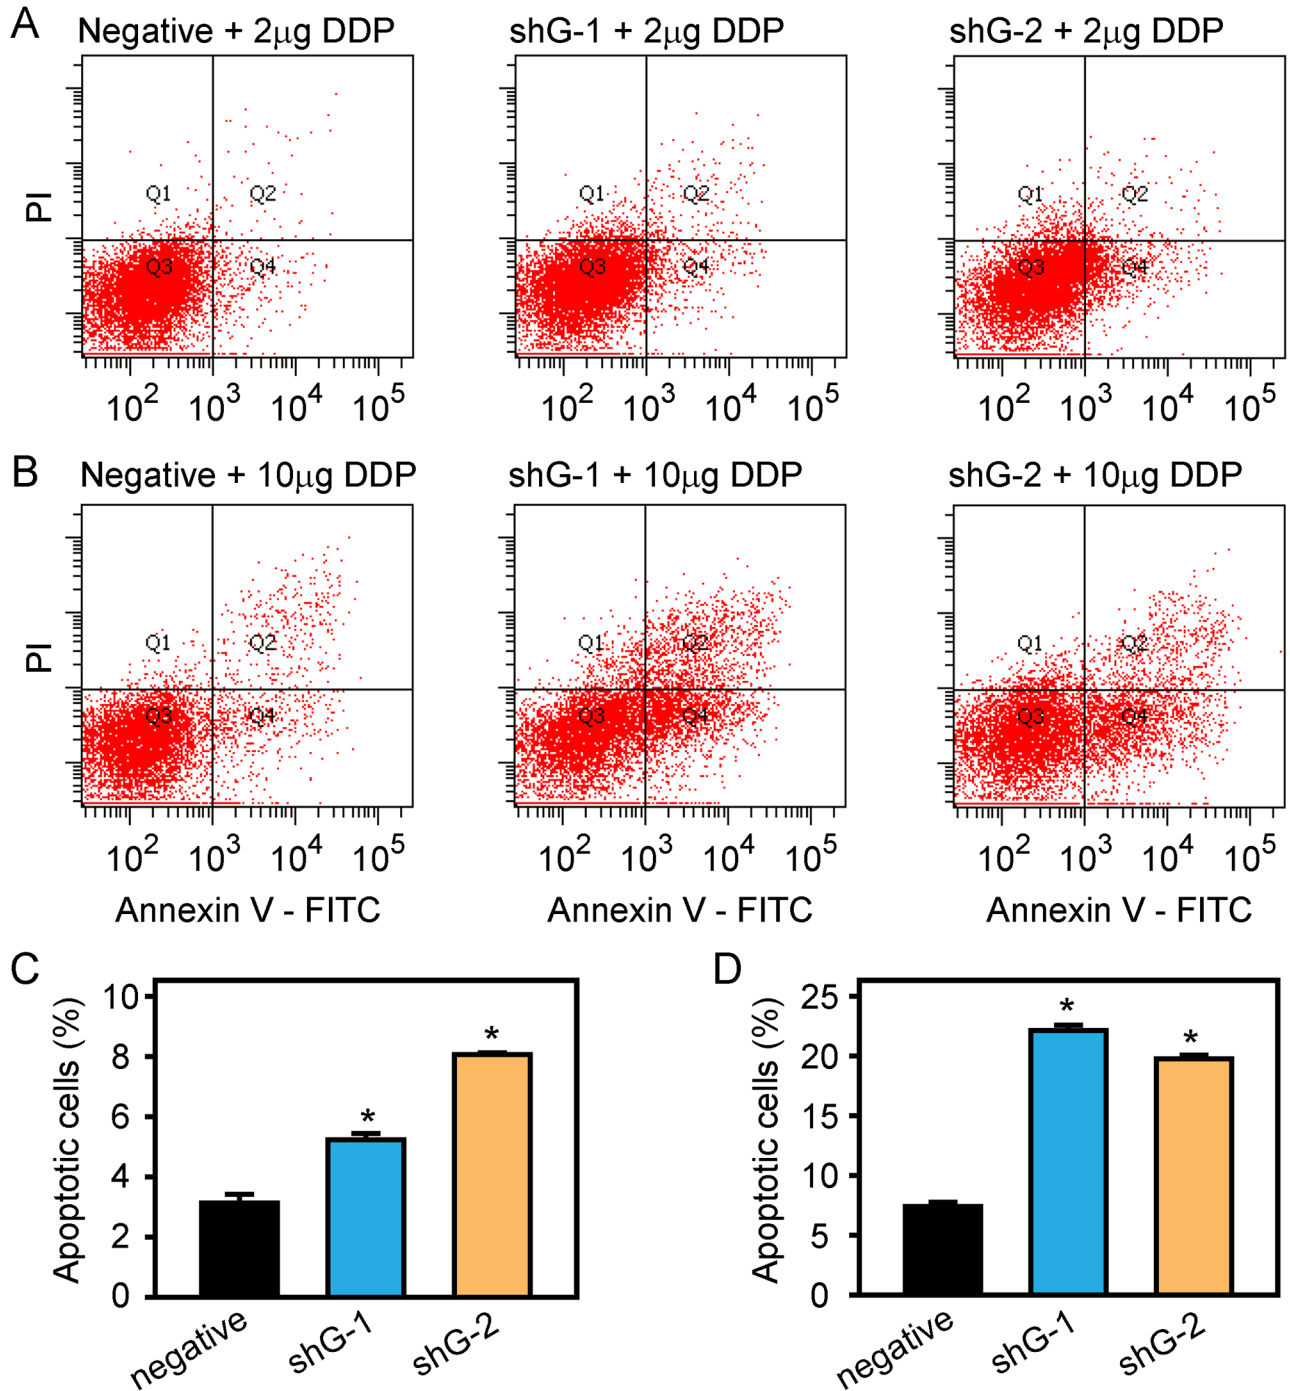 A
Negative + 2μg DDP
shG-1 + 2μg DDP
shG-2 + 2μg DDP
PI
Q1 Q2
Q3 Q4
Q1 Q2
Q3 Q4
Q1 Q2
Q3 Q4
10² 10³ 10⁴ 10⁵
10² 10³ 10⁴ 10⁵
10² 10³ 10⁴ 10⁵
B
Negative + 10μg DDP
shG-1 + 10μg DDP
shG-2 + 10μg DDP
PI
Q1 Q2
Q3 Q4
Q1 Q2
Q3 Q4
Q1 Q2
Q3 Q4
10² 10³ 10⁴ 10⁵
10² 10³ 10⁴ 10⁵
10² 10³ 10⁴ 10⁵
Annexin V - FITC
Annexin V - FITC
Annexin V - FITC
C
Apoptotic cells (%)
10
8
6
4
2
0
*
*
negative
shG-1
shG-2
D
Apoptotic cells (%)
25
20
15
10
5
0
*
*
negative
shG-1
shG-2